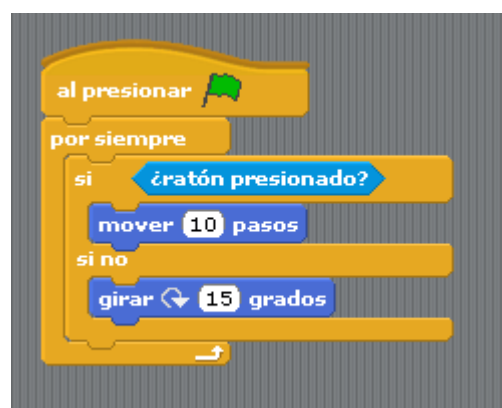 al presionar
por siempre
si ¿ratón presionado?
mover 10 pasos
si no
girar 15 grados